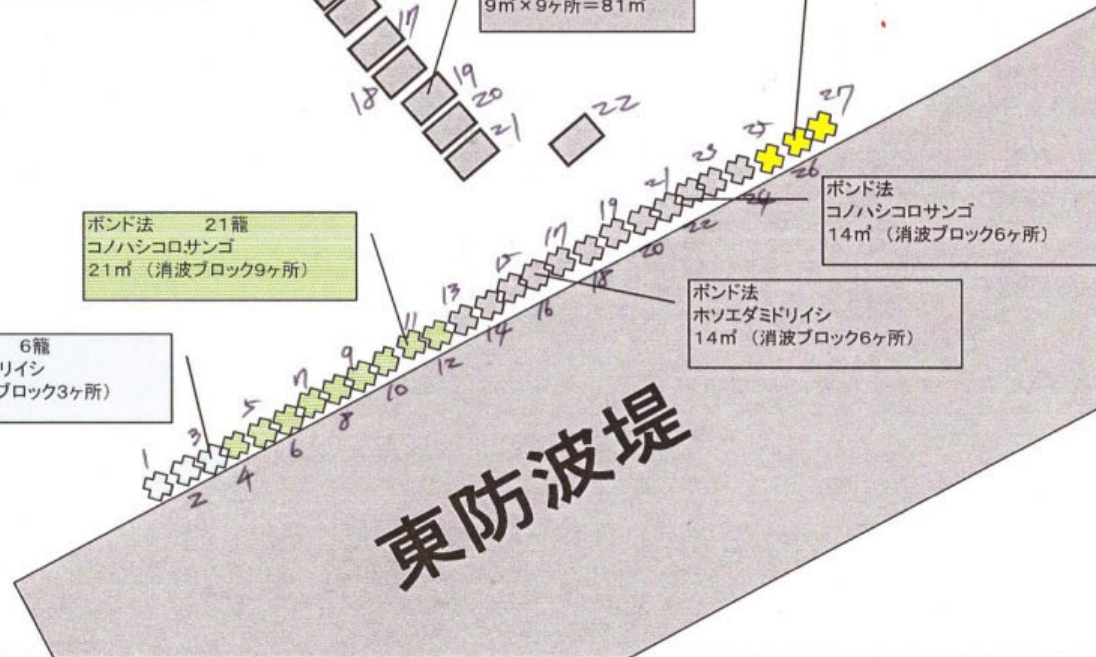 9㎡×9ヶ所=81㎡
17
18
19
20
21
22
ボンド法 21籠
コノハシコロサンゴ
21㎡ (消波ブロック9ヶ所)
ボンド法
コノハシコロサンゴ
14㎡ (消波ブロック6ヶ所)
ボンド法
ホソエダミドリイシ
14㎡ (消波ブロック6ヶ所)
6籠
リイシ
ブロック3ヶ所)
1
2
3
4
5
6
7
8
9
10
11
12
13
14
15
16
17
18
19
20
21
22
23
24
25
26
27
東防波堤